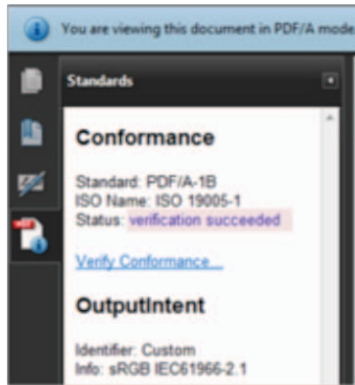 You are viewing this document in PDF/A mode
Standards
Conformance
Standard: PDF/A-1B
ISO Name: ISO 19005-1
Status: verification succeeded
Verify Conformance...
OutputIntent
Identifier: Custom
Info: sRGB IEC61966-2.1